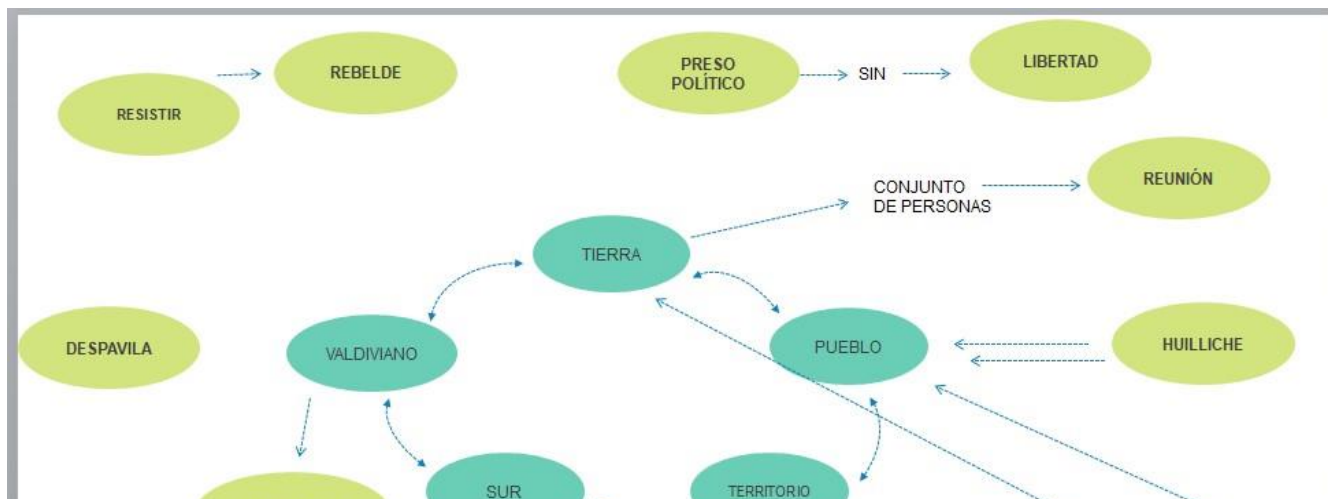 REBELDE
RESISTIR
PRESO
POLÍTICO
SIN
LIBERTAD
CONJUNTO
DE PERSONAS
REUNIÓN
TIERRA
DESPAVILA
VALDIVIANO
PUEBLO
HUILLICHE
SUR
TERRITORIO